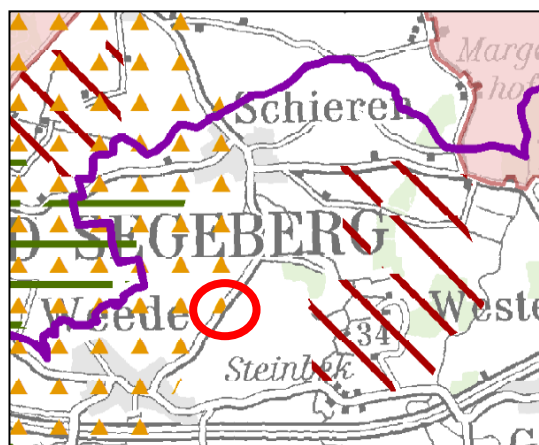 Marge
hof
Schieren
D SEGEBERG
Weede
Weste
34
Steinbek